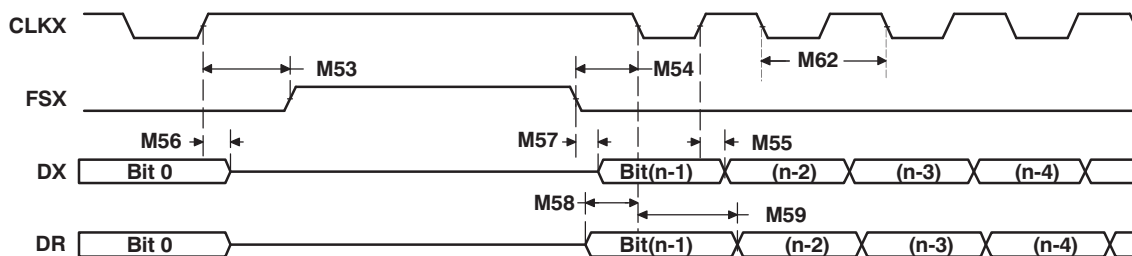 CLKX
M53 M54 M62
FSX
M56 M57 M55
DX Bit 0 Bit(n-1) (n-2) (n-3) (n-4)
M58 M59
DR Bit 0 Bit(n-1) (n-2) (n-3) (n-4)